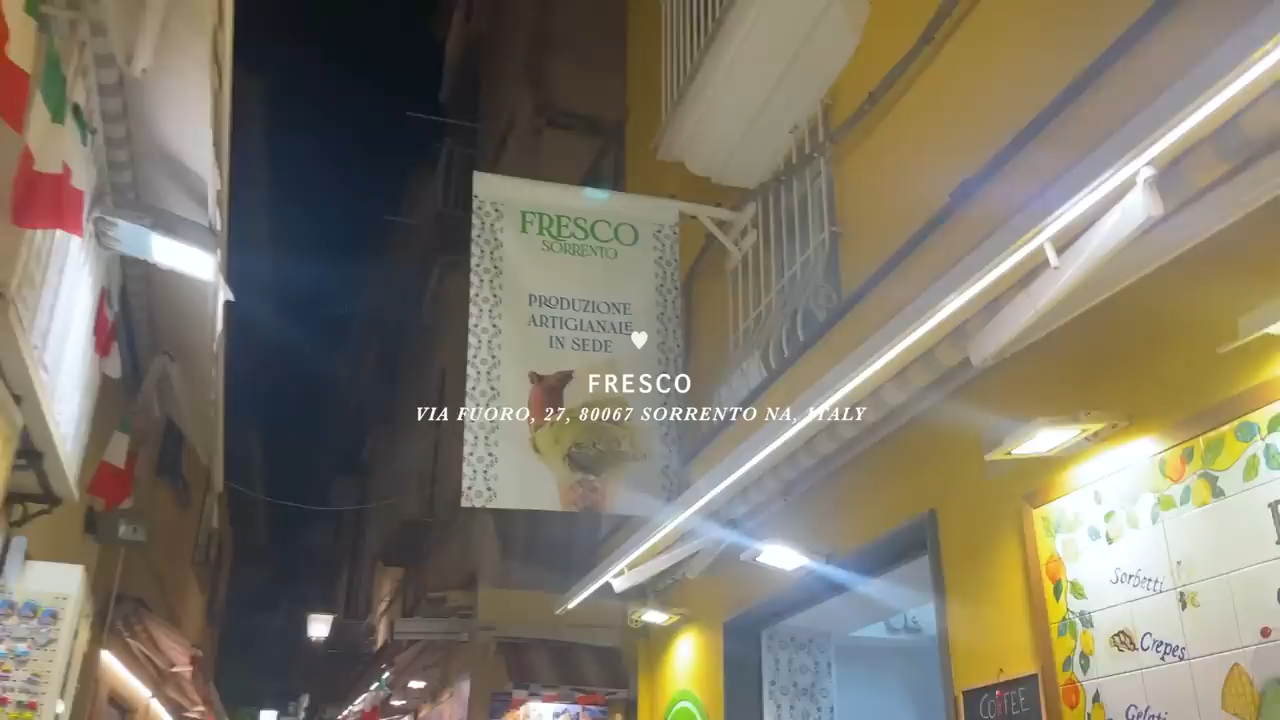 FRESCO
SORRENTO
PRODUZIONE
ARTIGIANALE
IN SEDE
FRESCO
VIA FUORO, 27, 80067 SORRENTO NA, ITALY
Sorbetti
Crepes
COFFEE
Gelati